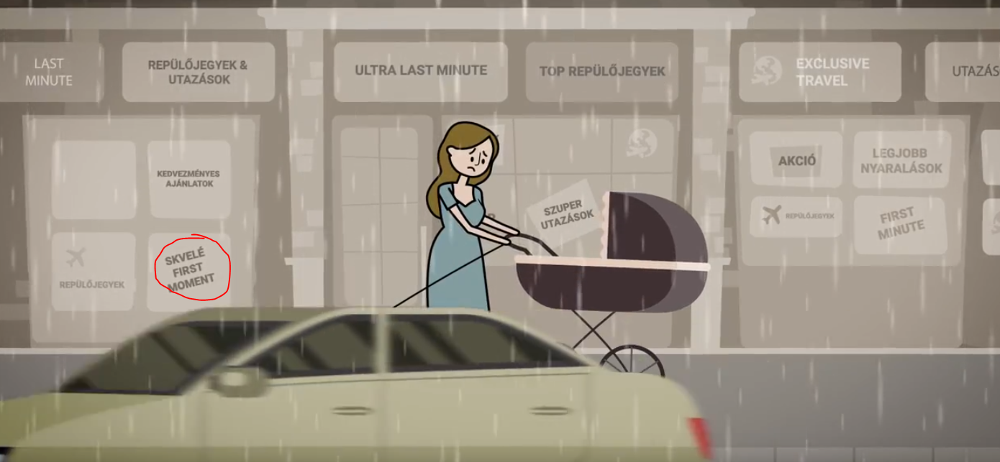 LAST
MINUTE
REPÜLŐJEGYEK &
UTAZÁSOK
ULTRA LAST MINUTE
TOP REPÜLŐJEGYEK
EXCLUSIVE
TRAVEL
UTAZÁS
KEDVEZMÉNYES
AJÁNLATOK
REPÜLŐJEGYEK
SKVELÉ
FIRST
MOMENT
SZUPER
UTAZÁSOK
AKCIÓ
LEGJOBB
NYARALÁSOK
REPÜLŐJEGYEK
FIRST
MINUTE